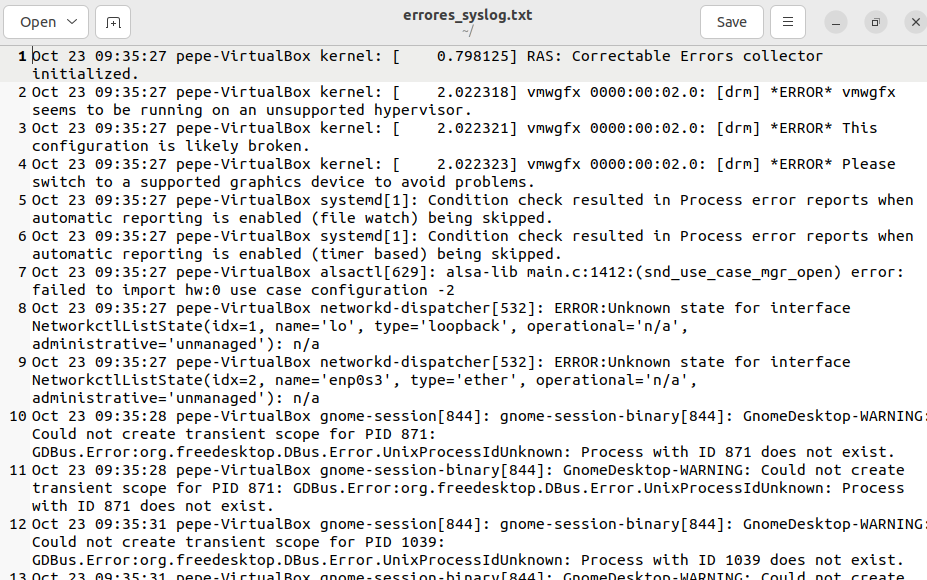 Open
errores_syslog.txt
~/
Save
1 Oct 23 09:35:27 pepe-VirtualBox kernel: [    0.798125] RAS: Correctable Errors collector
initialized.
2 Oct 23 09:35:27 pepe-VirtualBox kernel: [    2.022318] vmwgfx 0000:00:02.0: [drm] *ERROR* vmwgfx
seems to be running on an unsupported hypervisor.
3 Oct 23 09:35:27 pepe-VirtualBox kernel: [    2.022321] vmwgfx 0000:00:02.0: [drm] *ERROR* This
configuration is likely broken.
4 Oct 23 09:35:27 pepe-VirtualBox kernel: [    2.022323] vmwgfx 0000:00:02.0: [drm] *ERROR* Please
switch to a supported graphics device to avoid problems.
5 Oct 23 09:35:27 pepe-VirtualBox systemd[1]: Condition check resulted in Process error reports when
automatic reporting is enabled (file watch) being skipped.
6 Oct 23 09:35:27 pepe-VirtualBox systemd[1]: Condition check resulted in Process error reports when
automatic reporting is enabled (timer based) being skipped.
7 Oct 23 09:35:27 pepe-VirtualBox alsactl[629]: alsa-lib main.c:1412:(snd_use_case_mgr_open) error:
failed to import hw:0 use case configuration -2
8 Oct 23 09:35:27 pepe-VirtualBox networkd-dispatcher[532]: ERROR:Unknown state for interface
NetworkctlListState(idx=1, name='lo', type='loopback', operational='n/a',
administrative='unmanaged'): n/a
9 Oct 23 09:35:27 pepe-VirtualBox networkd-dispatcher[532]: ERROR:Unknown state for interface
NetworkctlListState(idx=2, name='enp0s3', type='ether', operational='n/a',
administrative='unmanaged'): n/a
10 Oct 23 09:35:28 pepe-VirtualBox gnome-session[844]: gnome-session-binary[844]: GnomeDesktop-WARNING:
Could not create transient scope for PID 871:
GDBus.Error:org.freedesktop.DBus.Error.UnixProcessIdUnknown: Process with ID 871 does not exist.
11 Oct 23 09:35:28 pepe-VirtualBox gnome-session-binary[844]: GnomeDesktop-WARNING: Could not create
transient scope for PID 871: GDBus.Error:org.freedesktop.DBus.Error.UnixProcessIdUnknown: Process
with ID 871 does not exist.
12 Oct 23 09:35:31 pepe-VirtualBox gnome-session[844]: gnome-session-binary[844]: GnomeDesktop-WARNING:
Could not create transient scope for PID 1039:
GDBus.Error:org.freedesktop.DBus.Error.UnixProcessIdUnknown: Process with ID 1039 does not exist.
13 Oct 23 09:35:31 pepe-VirtualBox gnome-session-binary[844]: GnomeDesktop-WARNING: Could not create